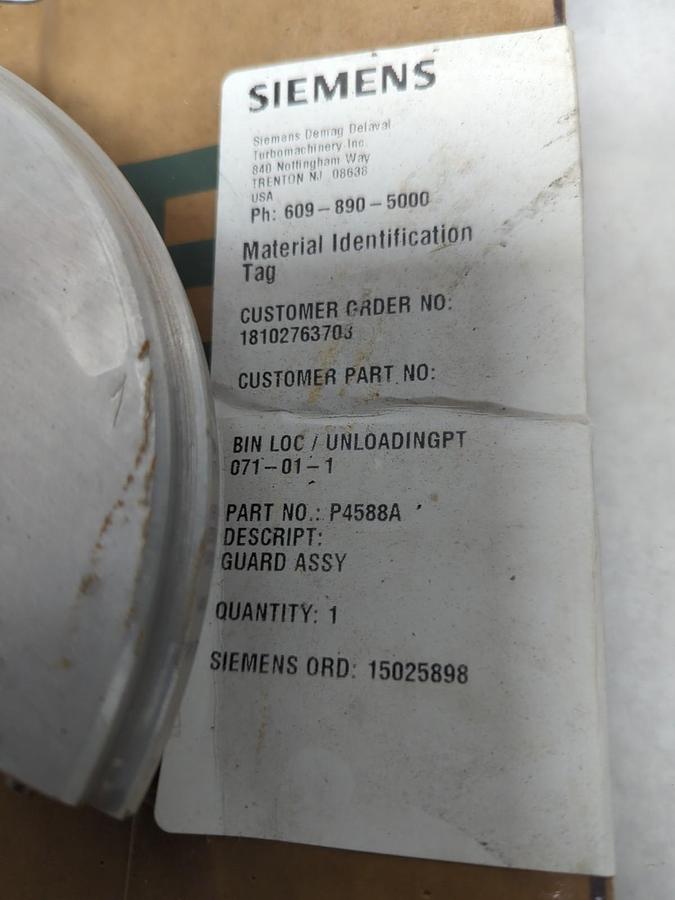 SIEMENS
Siemens Demag Delaval
Turbomachinery Inc.
840 Nottingham Way
TRENTON NJ 08638
USA
Ph: 609-890-5000
Material Identification
Tag
CUSTOMER ORDER NO:
18102763703
CUSTOMER PART NO:
BIN LOC / UNLOADINGPT
071-01-1
PART NO.: P4588A
DESCRIPT:
GUARD ASSY
QUANTITY: 1
SIEMENS ORD: 15025898